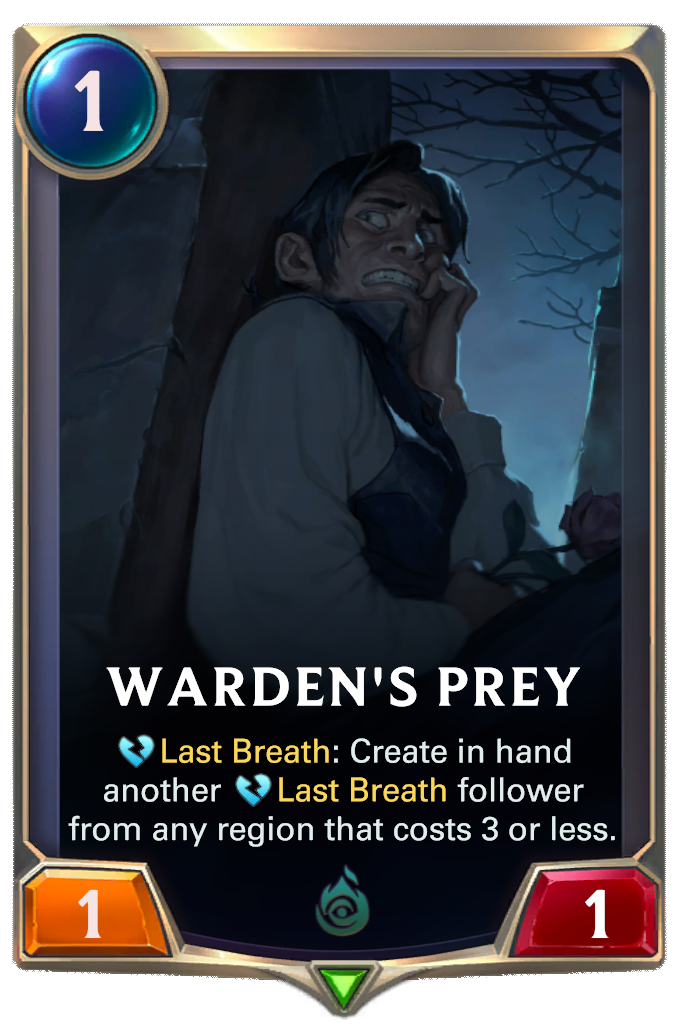 1
WARDEN'S PREY
Last Breath: Create in hand
another Last Breath follower
from any region that costs 3 or less.
1
1